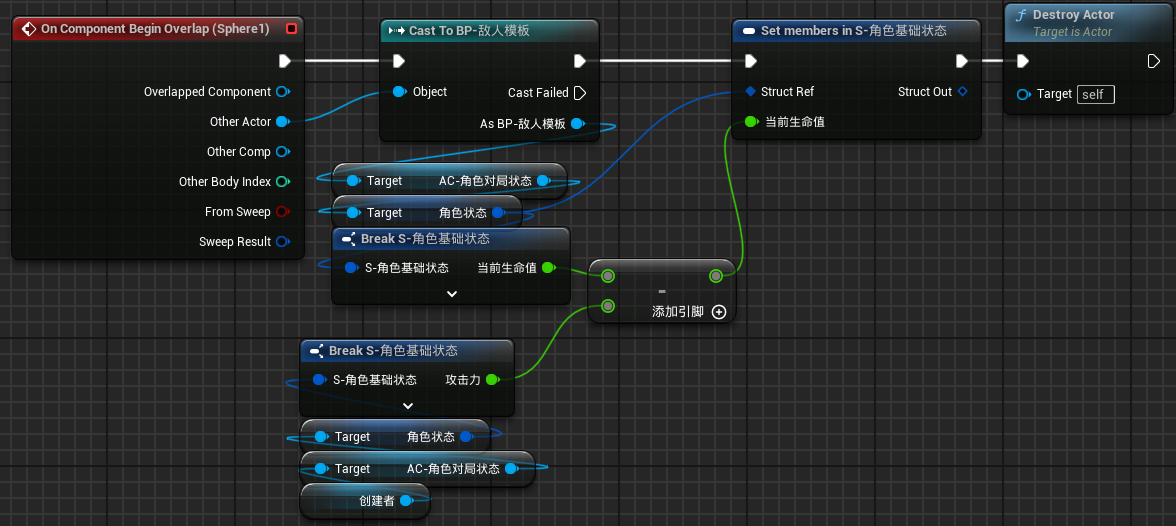 On Component Begin Overlap (Sphere1)
Overlapped Component
Other Actor
Other Comp
Other Body Index
From Sweep
Sweep Result
Cast To BP-敌人模板
Object
Cast Failed
As BP-敌人模板
Target AC-角色对局状态
Target 角色状态
Break S-角色基础状态
S-角色基础状态 当前生命值
-
添加引脚
Set members in S-角色基础状态
Struct Ref Struct Out
当前生命值
Destroy Actor
Target is Actor
Target self
Break S-角色基础状态
S-角色基础状态 攻击力
Target 角色状态
Target AC-角色对局状态
创建者